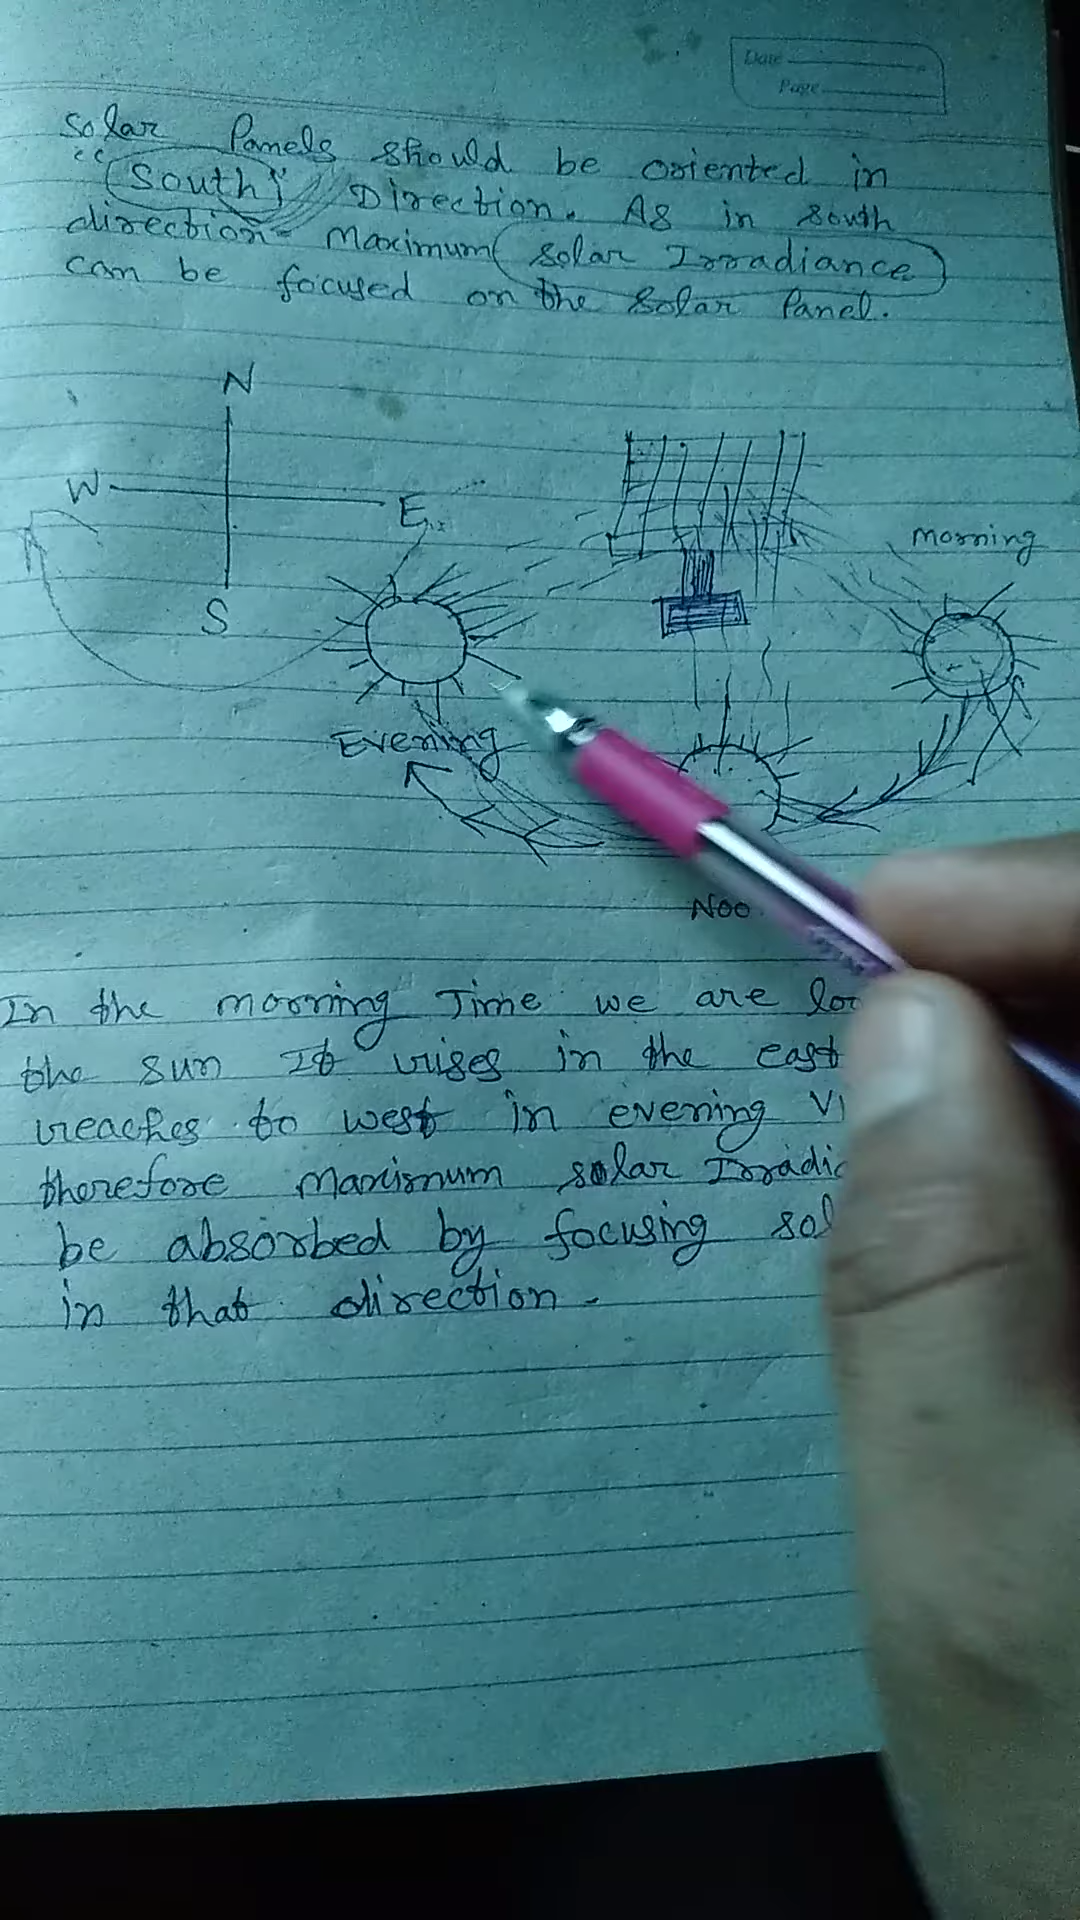 Date
Page
Solar Panels should be oriented in
"South" Direction. As in south
direction maximum (solar Irradiance)
can be focused on the solar Panel.
N
W
E
S
morning
Evening
Noo
In the morning Time we are
the sun It rises in the east
reaches to west in evening
therefore maximum solar
be absorbed by focusing
in that direction.